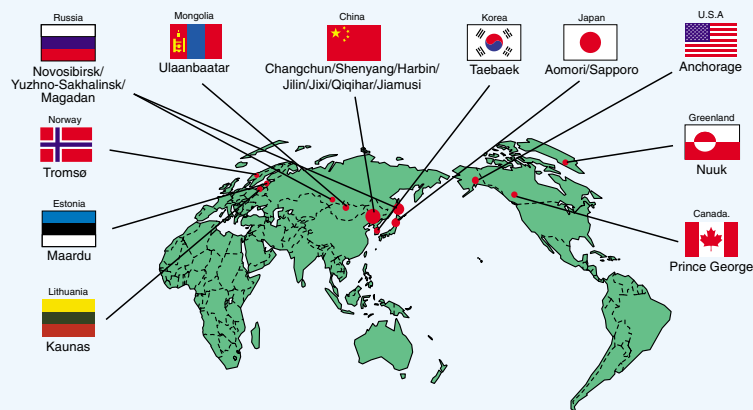 Russia
Novosibirsk/
Yuzhno-Sakhalinsk/
Magadan
Mongolia
Ulaanbaatar
China
Changchun/Shenyang/Harbin/
Jilin/Jixi/Qiqihar/Jiamusi
Korea
Taebaek
Japan
Aomori/Sapporo
U.S.A
Anchorage
Norway
Tromsø
Greenland
Nuuk
Estonia
Maardu
Canada.
Prince George
Lithuania
Kaunas